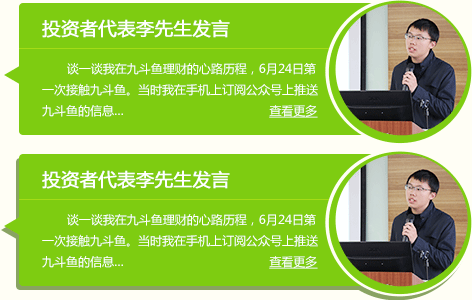 投资者代表李先生发言
谈一谈我在九斗鱼理财的心路历程，6月24日第
一次接触九斗鱼。当时我在手机上订阅公众号上推送
九斗鱼的信息... 查看更多
投资者代表李先生发言
谈一谈我在九斗鱼理财的心路历程，6月24日第
一次接触九斗鱼。当时我在手机上订阅公众号上推送
九斗鱼的信息... 查看更多